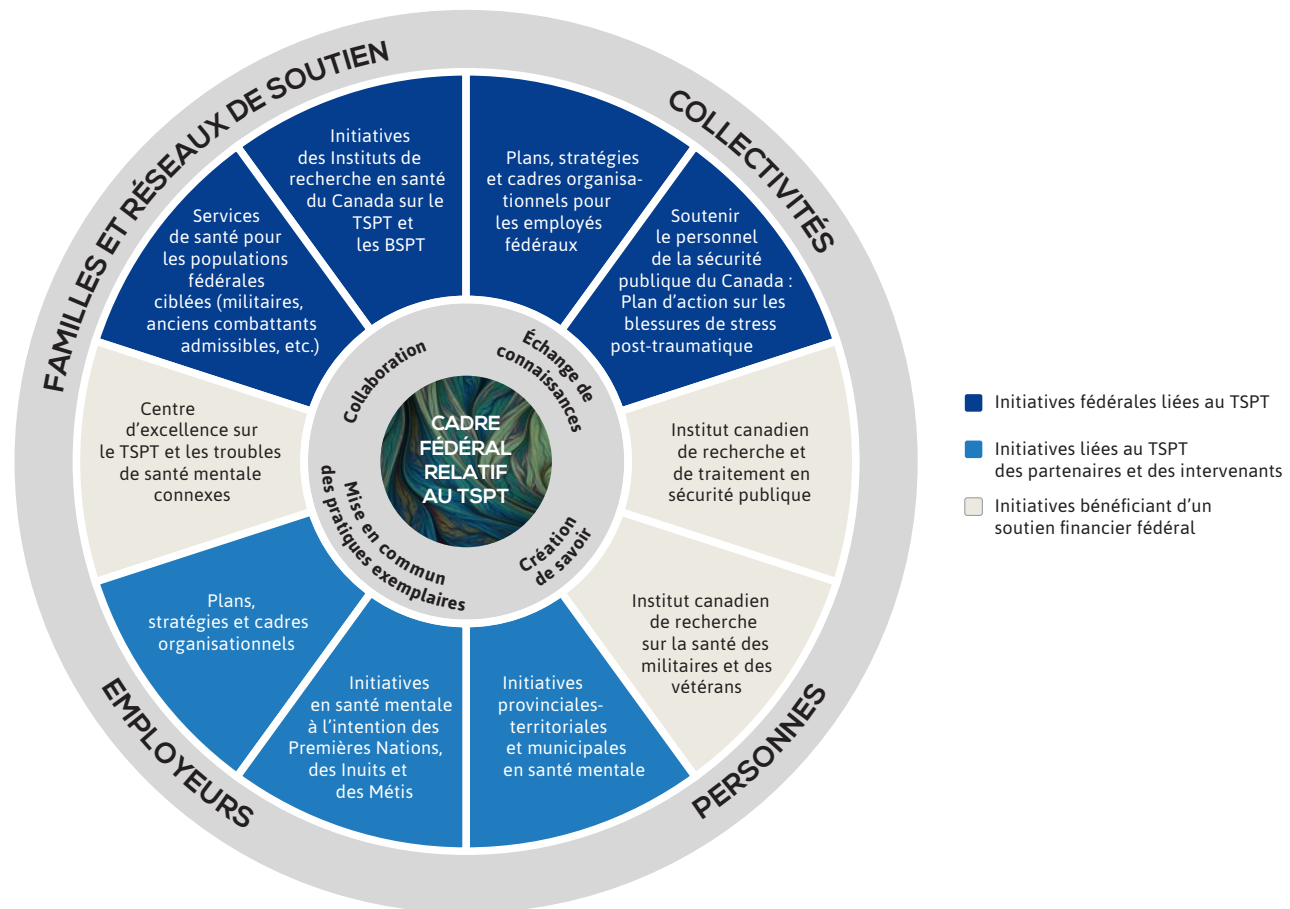 FAMILLES ET RÉSEAUX DE SOUTIEN
COLLECTIVITÉS
Initiatives
des Instituts de
recherche en santé
du Canada sur le
TSPT et
les BSPT
Plans, stratégies
et cadres organisa-
tionnels pour
les employés
fédéraux
Services
de santé pour
les populations
fédérales
ciblées (militaires,
anciens combattants
admissibles, etc.)
Soutenir
le personnel
de la sécurité
publique du Canada :
Plan d’action sur les
blessures de stress
post-traumatique
Collaboration
Échange de
connaissances
CADRE
FÉDÉRAL
RELATIF
AU TSPT
Mise en commun
des pratiques exemplaires
Création
de savoir
Centre
d’excellence sur
le TSPT et les troubles
de santé mentale
connexes
Institut canadien
de recherche et
de traitement en
sécurité publique
Plans,
stratégies et cadres
organisationnels
Institut canadien
de recherche
sur la santé des
militaires et des
vétérans
Initiatives
en santé mentale
à l’intention des
Premières Nations,
des Inuits et
des Métis
Initiatives
provinciales-
territoriales
et municipales
en santé mentale
EMPLOYEURS
PERSONNES
Initiatives fédérales liées au TSPT
Initiatives liées au TSPT
des partenaires et des intervenants
Initiatives bénéficiant d’un
soutien financier fédéral